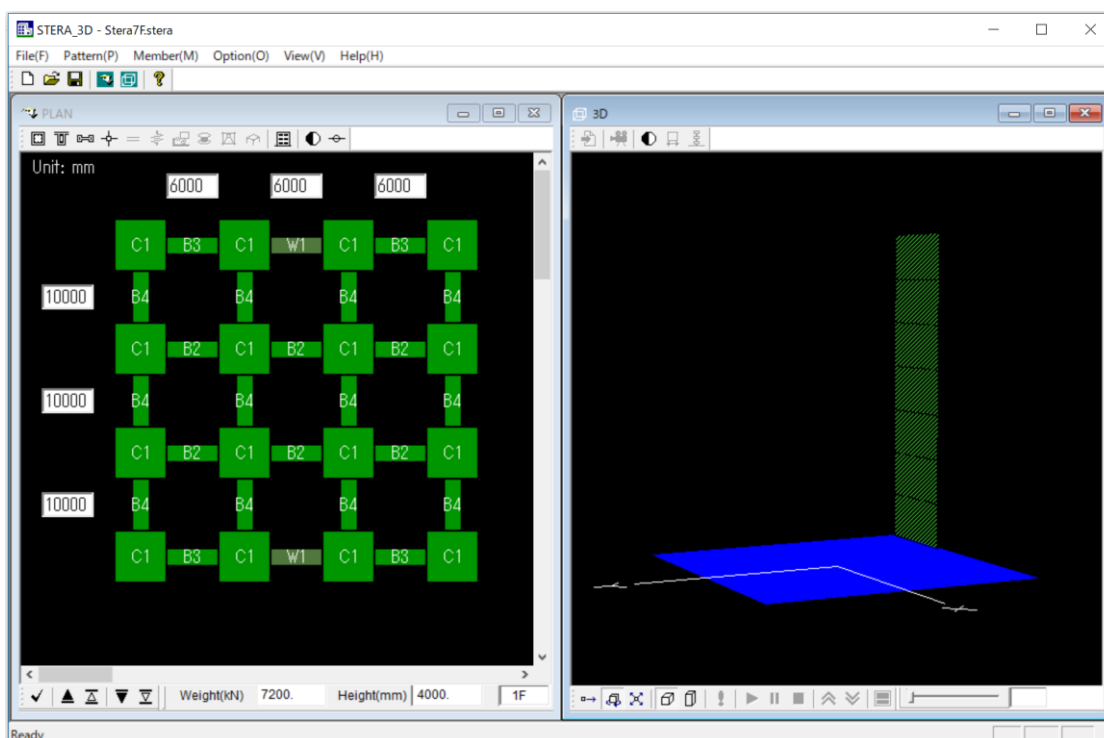 STERA_3D - Stera7F.stera
File(F) Pattern(P) Member(M) Option(O) View(V) Help(H)
PLAN
3D
Unit: mm
6000 6000 6000
C1 B3 C1 W1 C1 B3 C1
10000 B4 B4 B4 B4
C1 B2 C1 B2 C1 B2 C1
10000 B4 B4 B4 B4
C1 B2 C1 B2 C1 B2 C1
10000 B4 B4 B4 B4
C1 B3 C1 W1 C1 B3 C1
Weight(kN) 7200. Height(mm) 4000. 1F
Ready